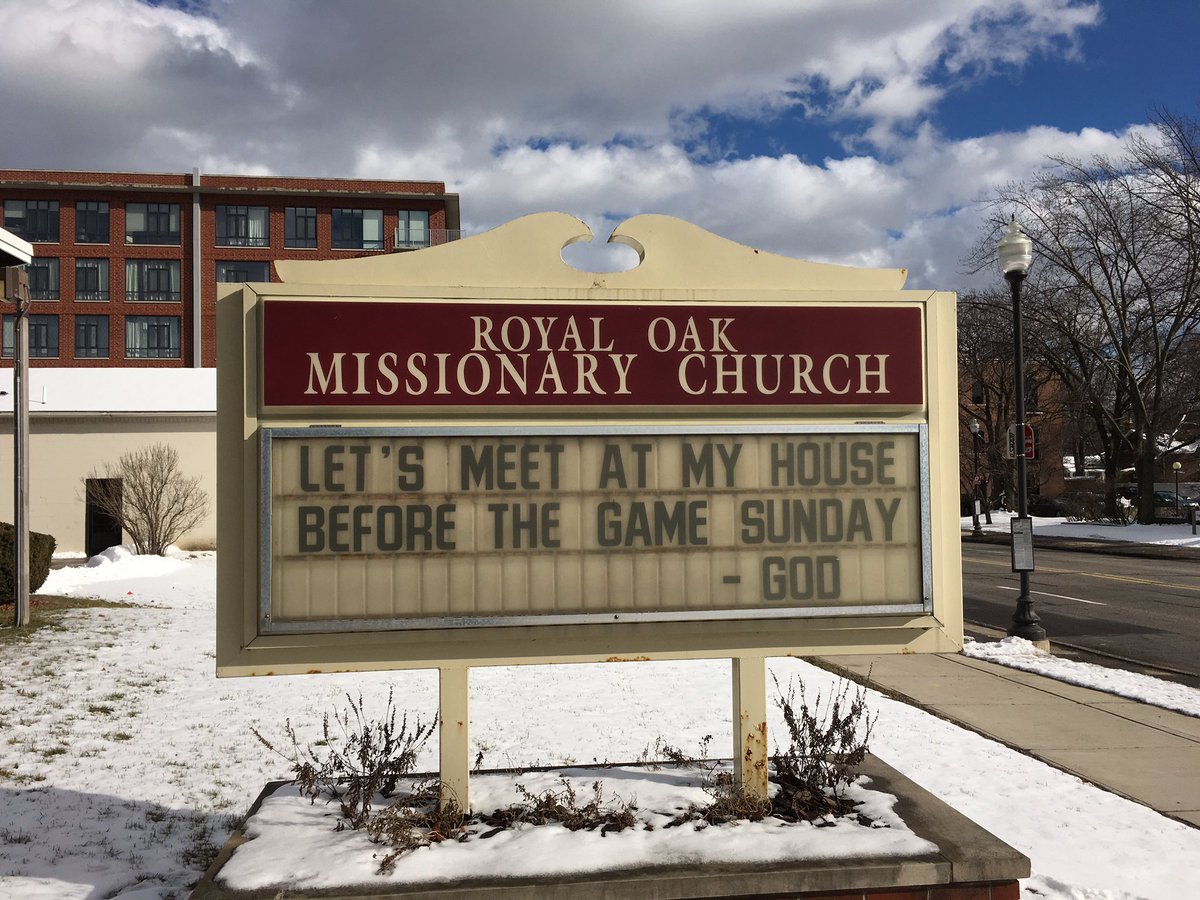 ROYAL OAK
MISSIONARY CHURCH
LET'S MEET AT MY HOUSE
BEFORE THE GAME SUNDAY
- GOD